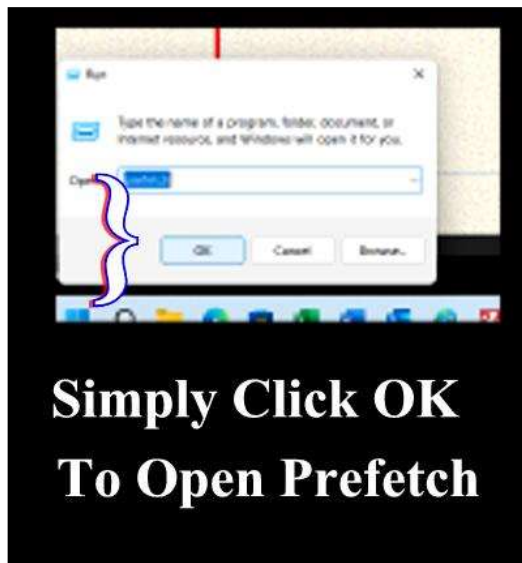 Run
Type the name of a program, folder, document, or
Internet resource, and Windows will open it for you.
Open:
prefetch
OK
Cancel
Browse...
Simply Click OK
To Open Prefetch